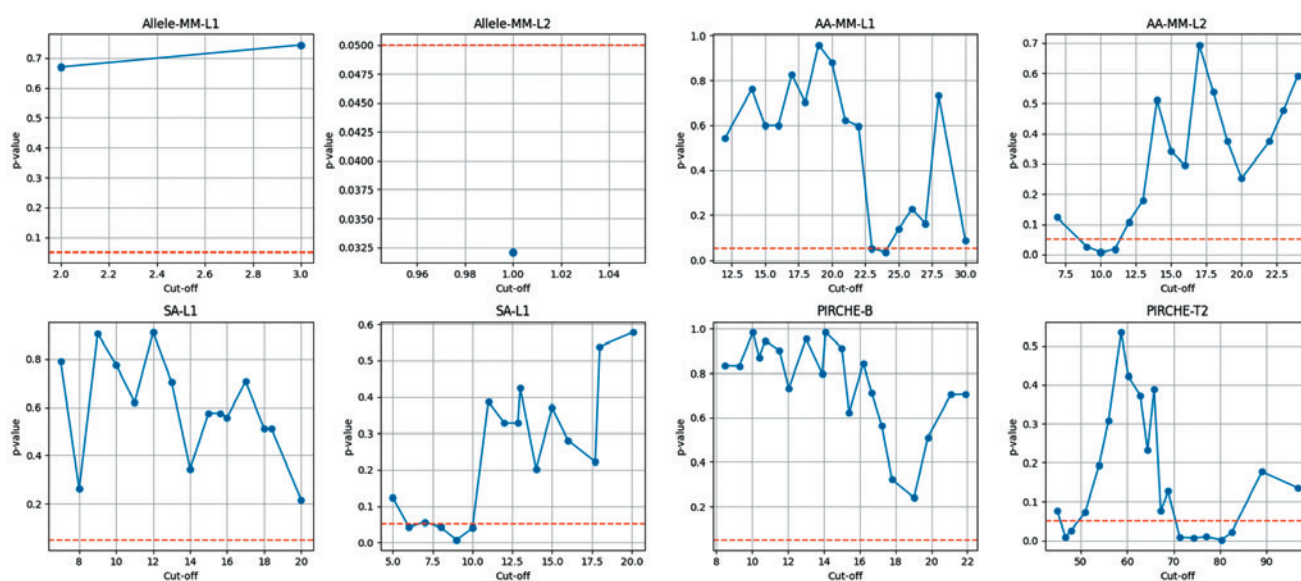 Allele-MM-L1
0.7
0.6
0.5
0.4
0.3
0.2
0.1
p-value
2.0 2.2 2.4 2.6 2.8 3.0
Cut-off
Allele-MM-L2
0.0500
0.0475
0.0450
0.0425
0.0400
0.0375
0.0350
0.0325
p-value
0.96 0.98 1.00 1.02 1.04
Cut-off
AA-MM-L1
1.0
0.8
0.6
0.4
0.2
0.0
p-value
12.5 15.0 17.5 20.0 22.5 25.0 27.5 30.0
Cut-off
AA-MM-L2
0.7
0.6
0.5
0.4
0.3
0.2
0.1
0.0
p-value
7.5 10.0 12.5 15.0 17.5 20.0 22.5
Cut-off
SA-L1
0.8
0.6
0.4
0.2
p-value
8 10 12 14 16 18 20
Cut-off
SA-L1
0.6
0.5
0.4
0.3
0.2
0.1
0.0
p-value
5.0 7.5 10.0 12.5 15.0 17.5 20.0
Cut-off
PIRCHE-B
1.0
0.8
0.6
0.4
0.2
p-value
8 10 12 14 16 18 20 22
Cut-off
PIRCHE-T2
0.5
0.4
0.3
0.2
0.1
0.0
p-value
50 60 70 80 90
Cut-off